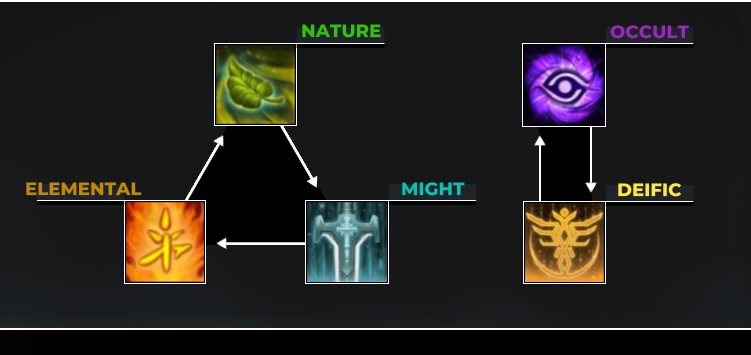 NATURE
OCCULT
ELEMENTAL
MIGHT
DEIFIC